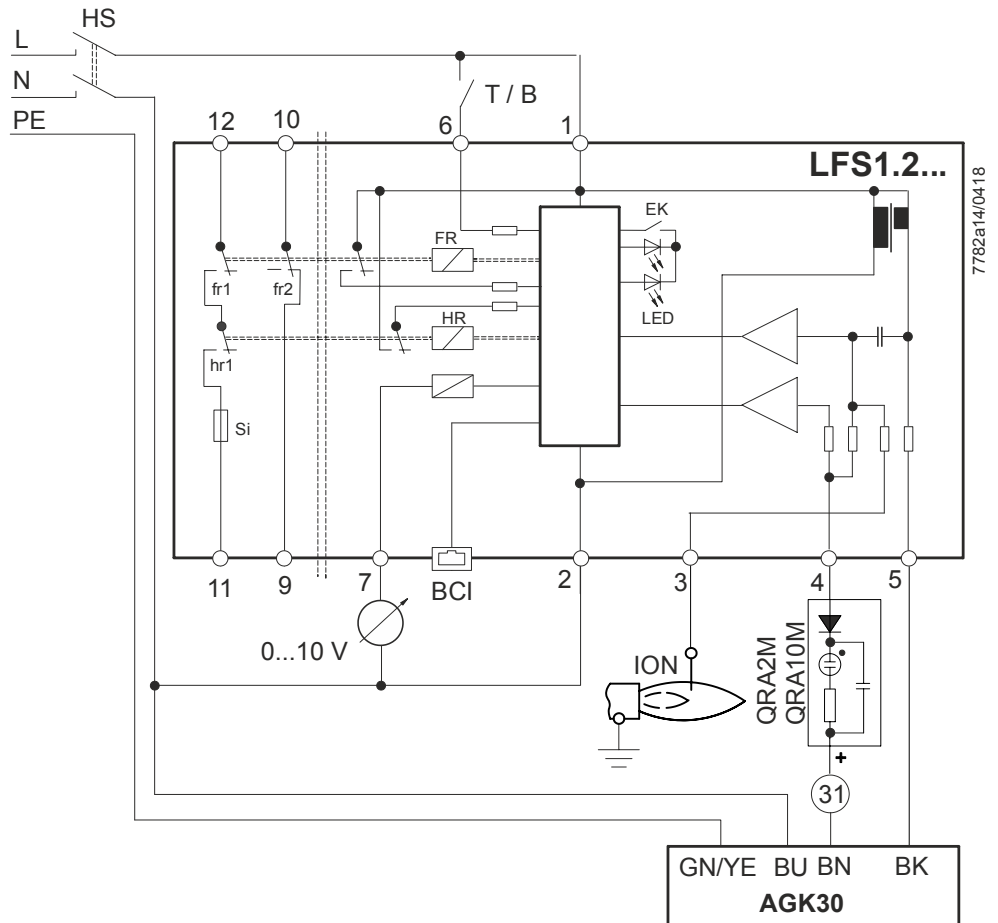 HS
L
N
PE
T / B
12 10 6 1
LFS1.2...
7782a14/0418
EK
FR
fr1 fr2
LED
HR
hr1
Si
11 9 7 BCI 2 3 4 5
0...10 V
ION
QRA2M
QRA10M
+
31
GN/YE BU BN BK
AGK30